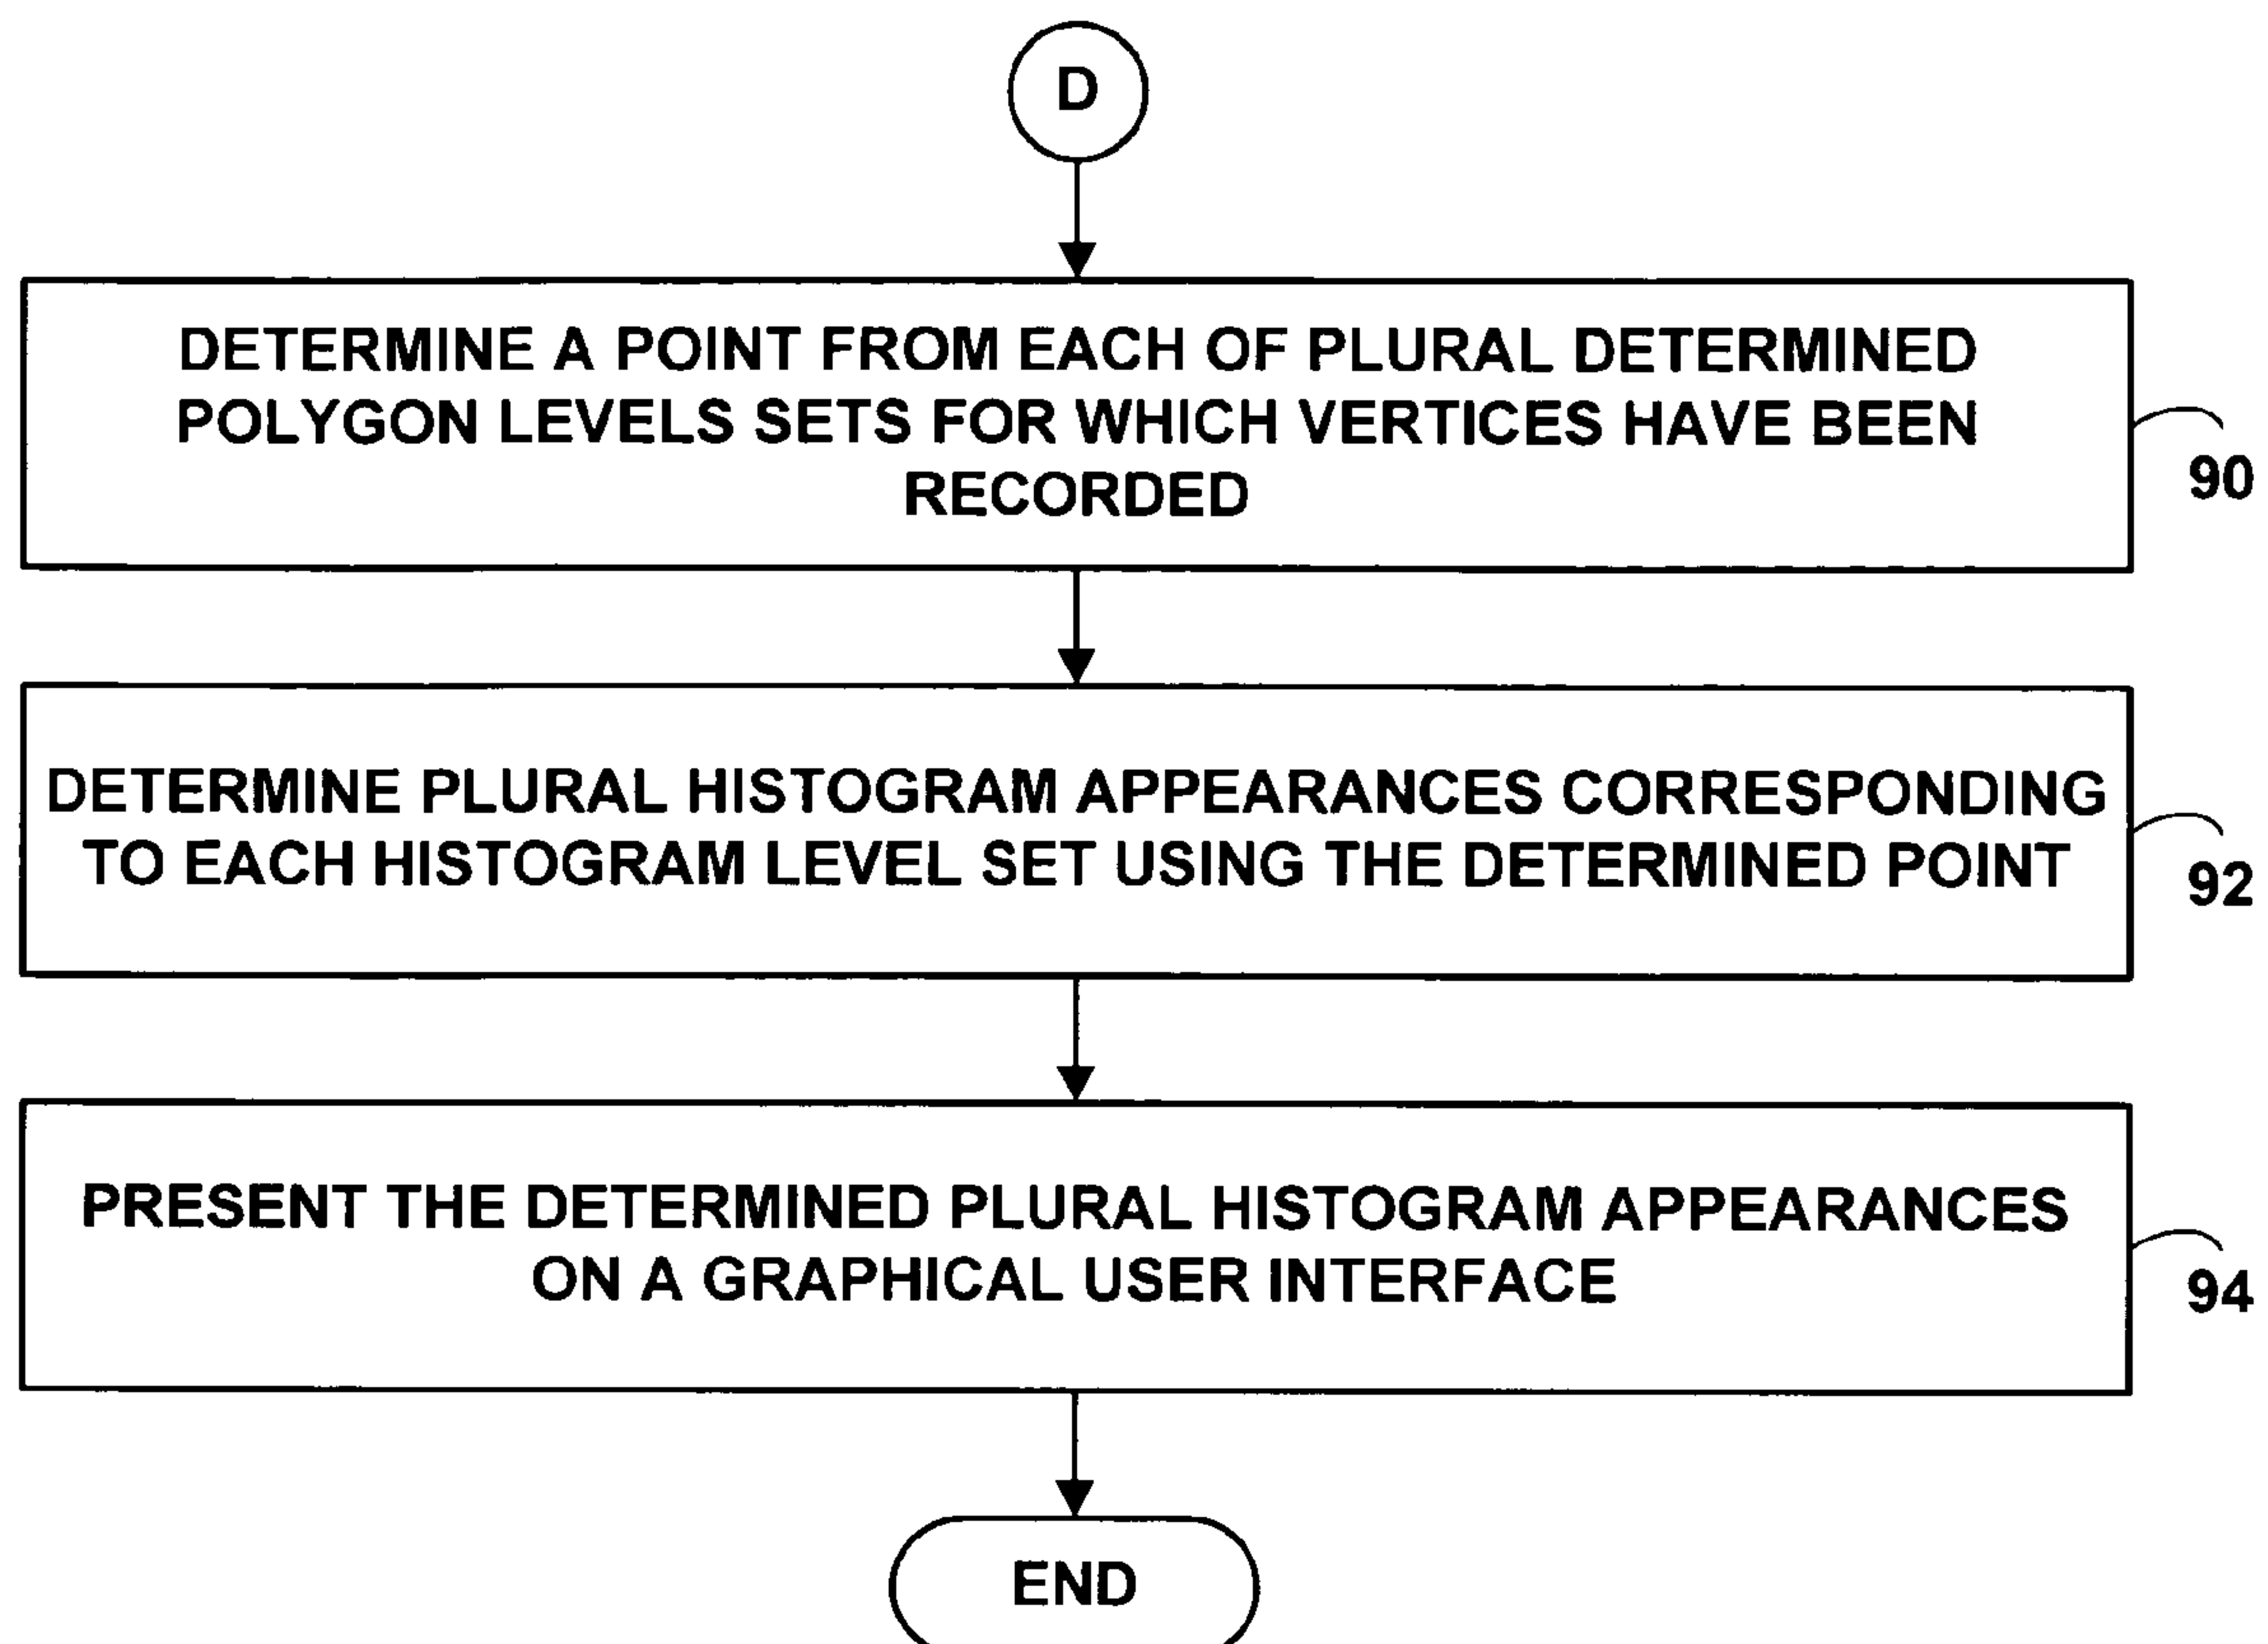 D
DETERMINE A POINT FROM EACH OF PLURAL DETERMINED
POLYGON LEVELS SETS FOR WHICH VERTICES HAVE BEEN
RECORDED
90
DETERMINE PLURAL HISTOGRAM APPEARANCES CORRESPONDING
TO EACH HISTOGRAM LEVEL SET USING THE DETERMINED POINT
92
PRESENT THE DETERMINED PLURAL HISTOGRAM APPEARANCES
ON A GRAPHICAL USER INTERFACE
94
END